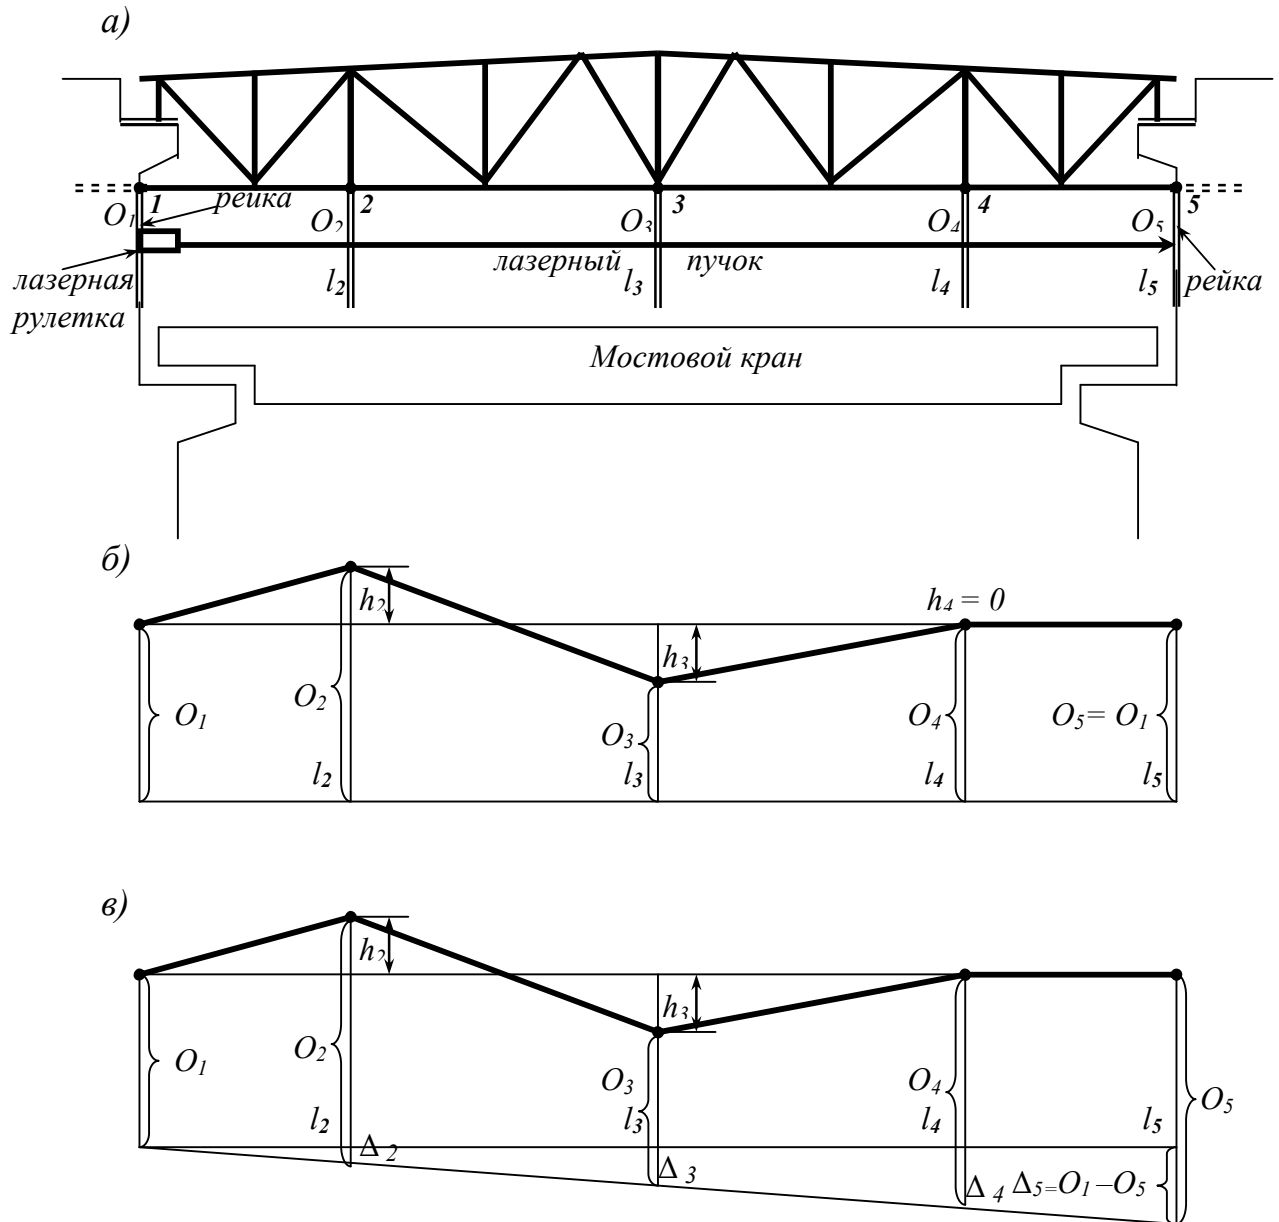 а)
O1 1 рейка O2 2 O3 3 O4 4 O5 5
лазерный пучок
лазерная рулетка l2 l3 l4 l5 рейка
Мостовой кран
б)
h2 h4 = 0
h3
O1 O2 O3 O4 O5= O1
l2 l3 l4 l5
в)
h2
h3
O1 O2 O3 O4 O5
l2 l3 l4 l5
Δ 2 Δ 3 Δ 4 Δ5=O1 –O5